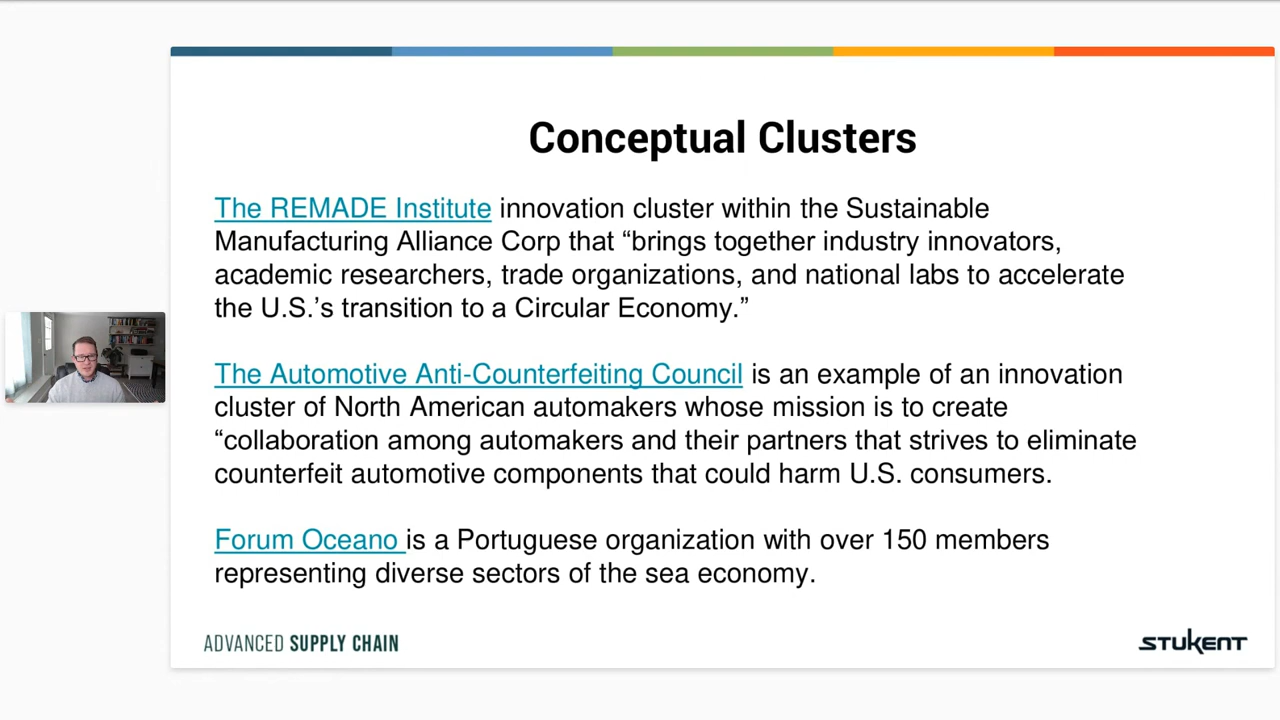 Conceptual Clusters
The REMADE Institute innovation cluster within the Sustainable
Manufacturing Alliance Corp that “brings together industry innovators,
academic researchers, trade organizations, and national labs to accelerate
the U.S.’s transition to a Circular Economy.”
The Automotive Anti-Counterfeiting Council is an example of an innovation
cluster of North American automakers whose mission is to create
“collaboration among automakers and their partners that strives to eliminate
counterfeit automotive components that could harm U.S. consumers.
Forum Oceano is a Portuguese organization with over 150 members
representing diverse sectors of the sea economy.
ADVANCED SUPPLY CHAIN
STUKENT